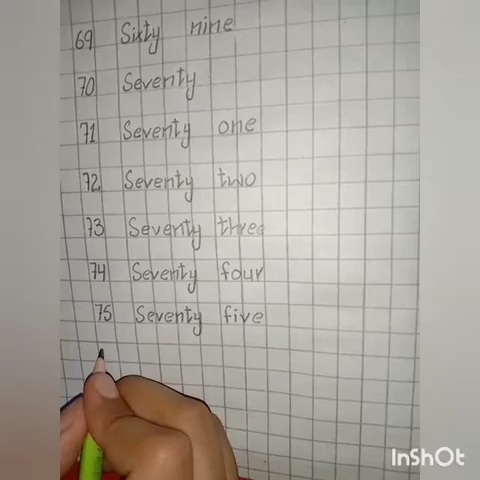 69 Sixty nine
70 Seventy
71 Seventy one
72 Seventy two
73 Seventy three
74 Seventy four
75 Seventy five
InShOt